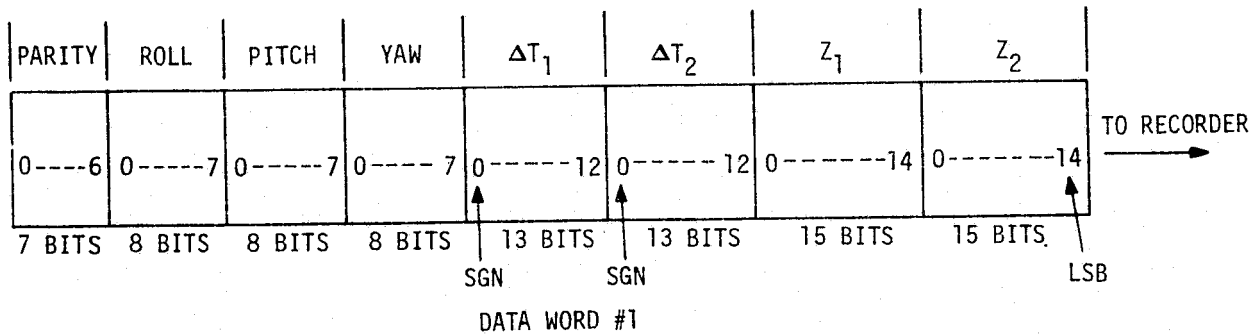 PARITY ROLL PITCH YAW ΔT1 ΔT2 Z1 Z2
TO RECORDER
0----6 0-----7 0-----7 0---- 7 0------12 0------12 0-------14 0-------14
7 BITS 8 BITS 8 BITS 8 BITS 13 BITS 13 BITS 15 BITS 15 BITS.
SGN SGN LSB
DATA WORD #1